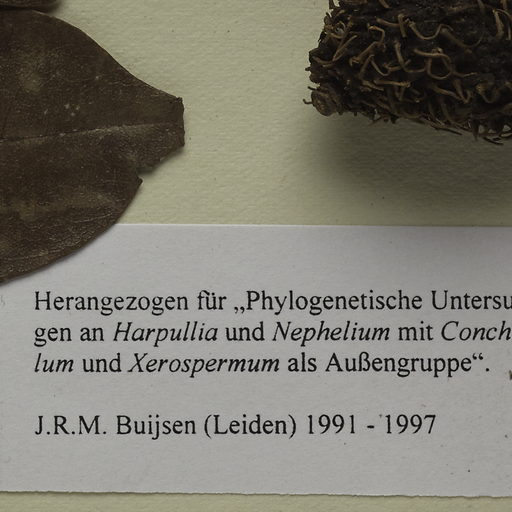 Herangezogen für „Phylogenetische Untersu
gen an Harpullia und Nephelium mit Conch
lum und Xerospermum als Außengruppe“.
J.R.M. Buijsen (Leiden) 1991 - 1997